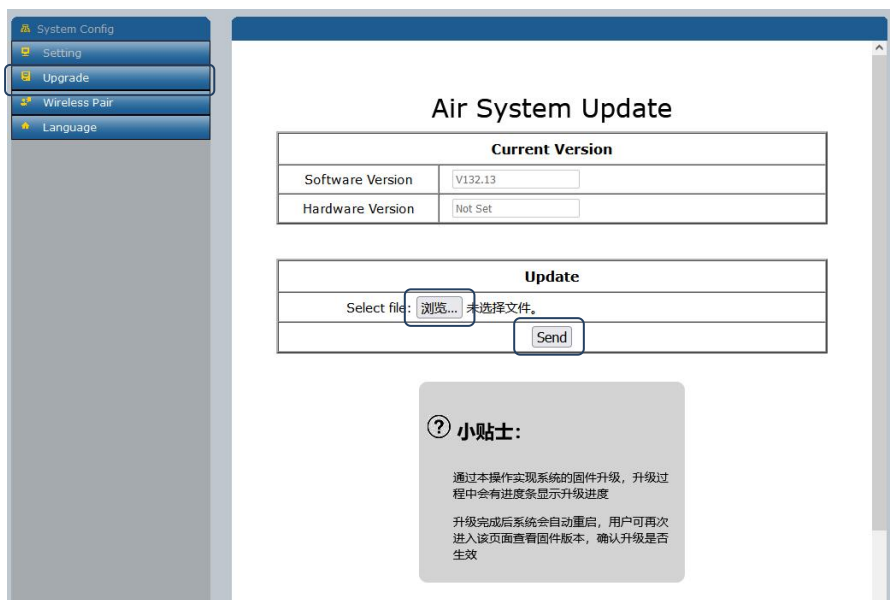 System Config
Setting
Upgrade
Wireless Pair
Language
Air System Update
Current Version
Software Version V132.13
Hardware Version Not Set
Update
Select file: 浏览... 未选择文件。
Send
? 小贴士：
通过本操作实现系统的固件升级，升级过
程中会有进度条显示升级进度
升级完成后系统会自动重启，用户可再次
进入该页面查看固件版本，确认升级是否
生效